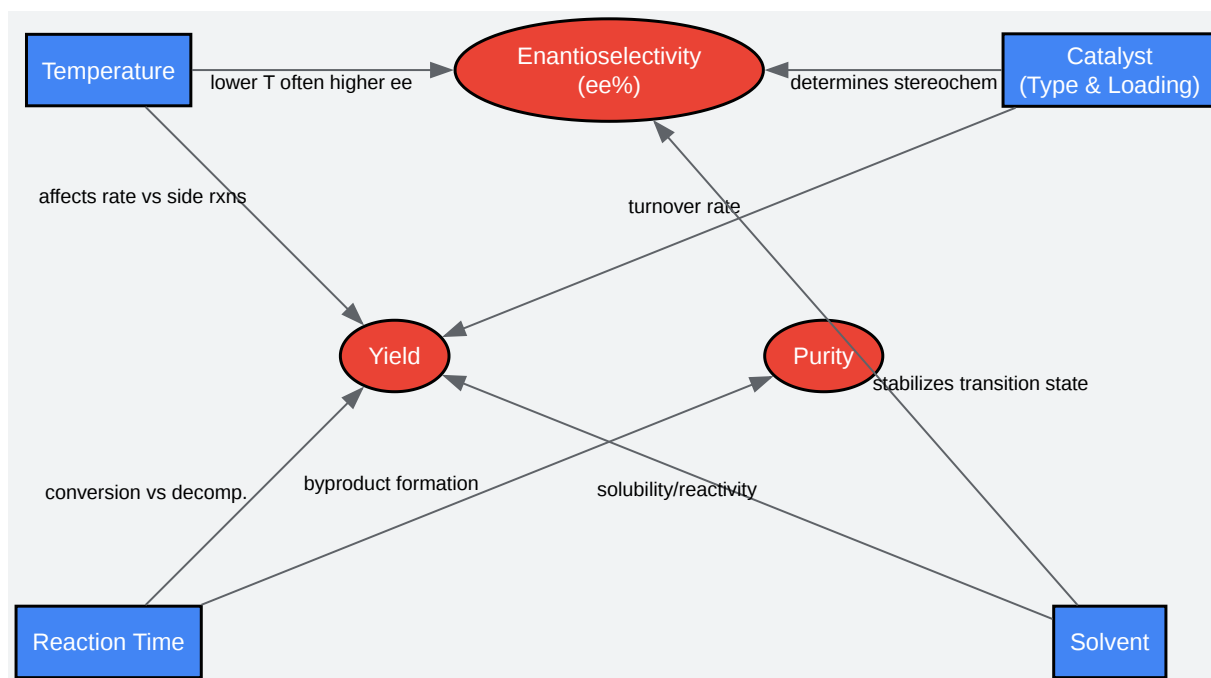 Temperature
lower T often higher ee
Enantioselectivity
(ee%)
determines stereochem
Catalyst
(Type & Loading)
affects rate vs side rxns
turnover rate
Yield
Purity
stabilizes transition state
conversion vs decomp.
byproduct formation
solubility/reactivity
Reaction Time
Solvent